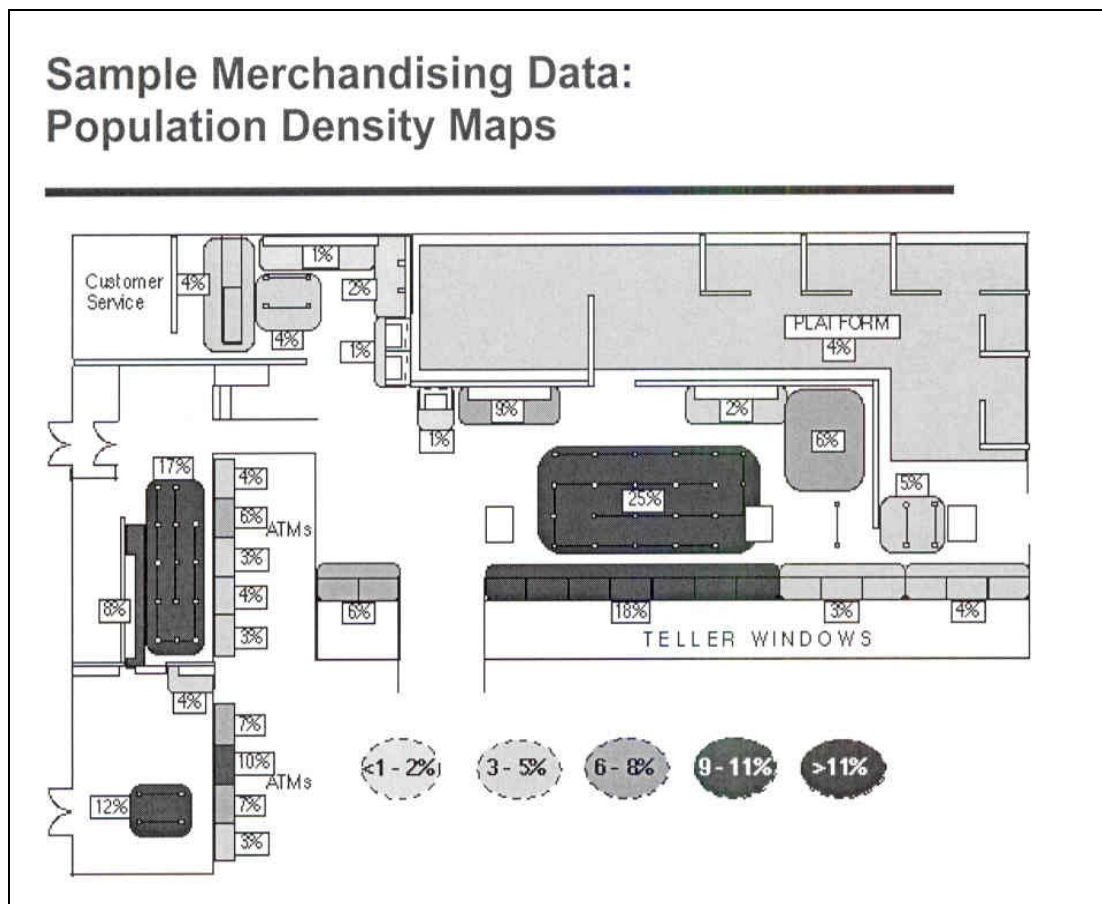 Sample Merchandising Data:
Population Density Maps
Customer
Service
4%
1%
4%
2%
1%
PLATFORM
4%
1%
9%
2%
6%
25%
5%
17%
4%
6%
ATMs
3%
4%
3%
8%
6%
18%
3%
4%
TELLER WINDOWS
4%
7%
10%
ATMs
7%
3%
12%
<1 - 2%
3 - 5%
6 - 8%
9 - 11%
>11%